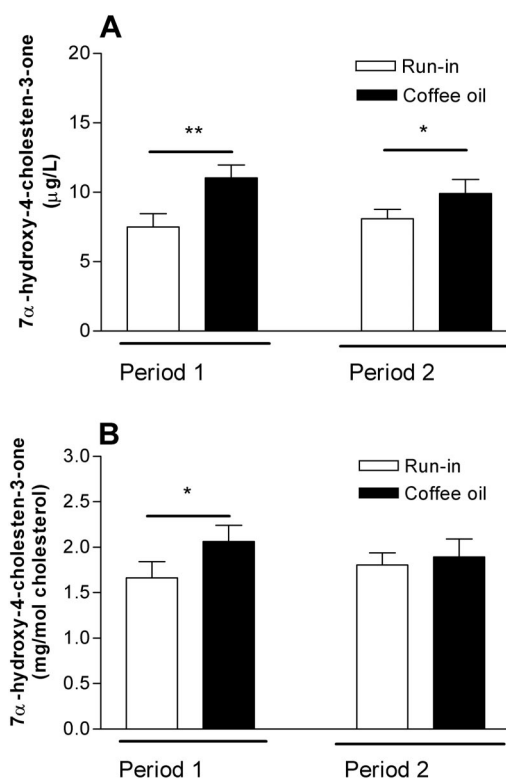 A
7α-hydroxy-4-cholesten-3-one
(μg/L)
20
15
10
5
0
Run-in
Coffee oil
**
*
Period 1
Period 2
B
7α-hydroxy-4-cholesten-3-one
(mg/mol cholesterol)
3.0
2.5
2.0
1.5
1.0
0.5
0.0
Run-in
Coffee oil
*
Period 1
Period 2